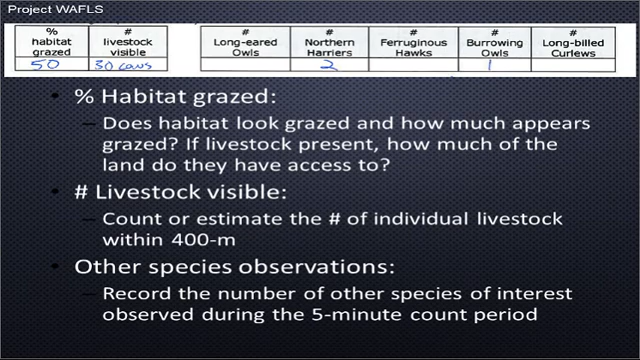 Project WAFLS
% habitat grazed # livestock visible # Long-eared Owls # Northern Harriers # Ferruginous Hawks # Burrowing Owls # Long-billed Curlews
50 30 cows 2 1
• % Habitat grazed:
– Does habitat look grazed and how much appears
grazed? If livestock present, how much of the
land do they have access to?
• # Livestock visible:
– Count or estimate the # of individual livestock
within 400-m
• Other species observations:
– Record the number of other species of interest
observed during the 5-minute count period